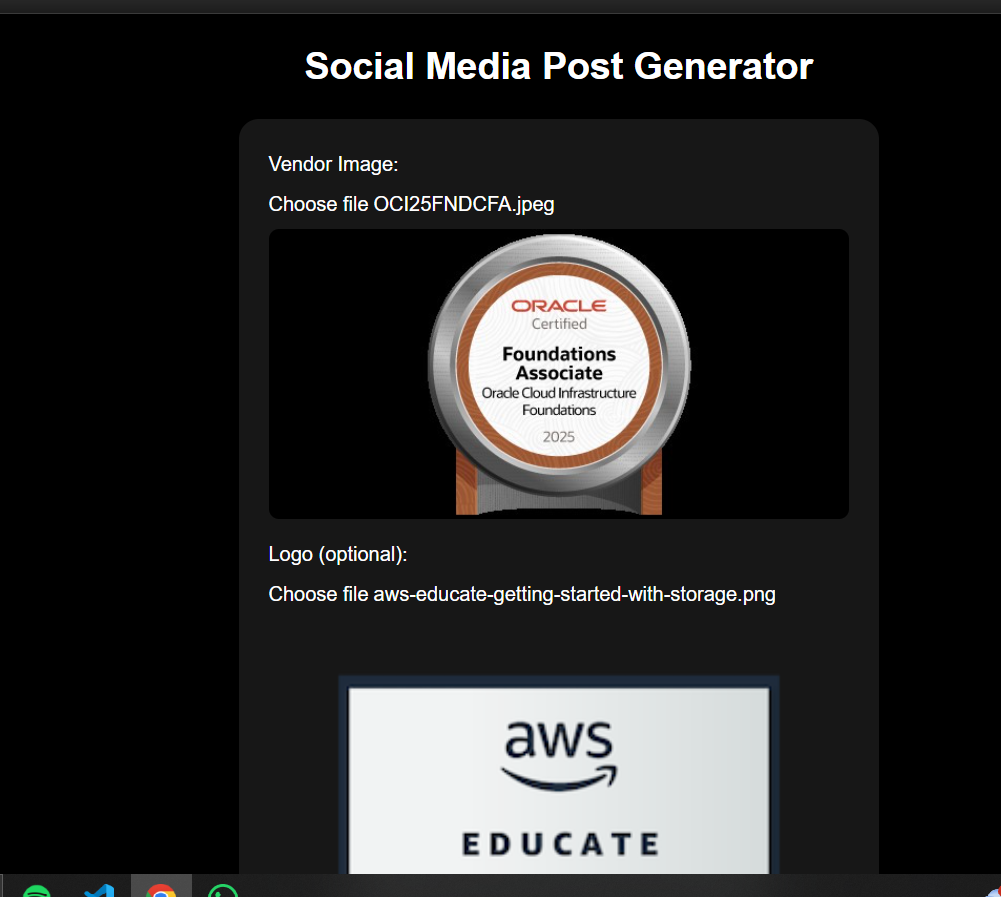 Social Media Post Generator
Vendor Image:
Choose file OCI25FNDCFA.jpeg
ORACLE
Certified
Foundations
Associate
Oracle Cloud Infrastructure
Foundations
2025
Logo (optional):
Choose file aws-educate-getting-started-with-storage.png
aws
EDUCATE